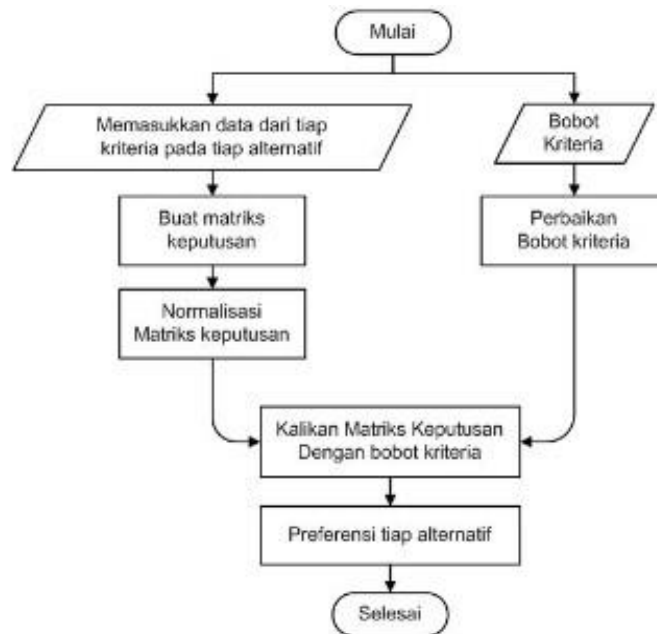 Mulai
Memasukkan data dari tiap
kriteria pada tiap alternatif
Bobot
Kriteria
Buat matriks
keputusan
Perbaikan
Bobot kriteria
Normalisasi
Matriks keputusan
Kalikan Matriks Keputusan
Dengan bobot kriteria
Preferensi tiap alternatif
Selesai